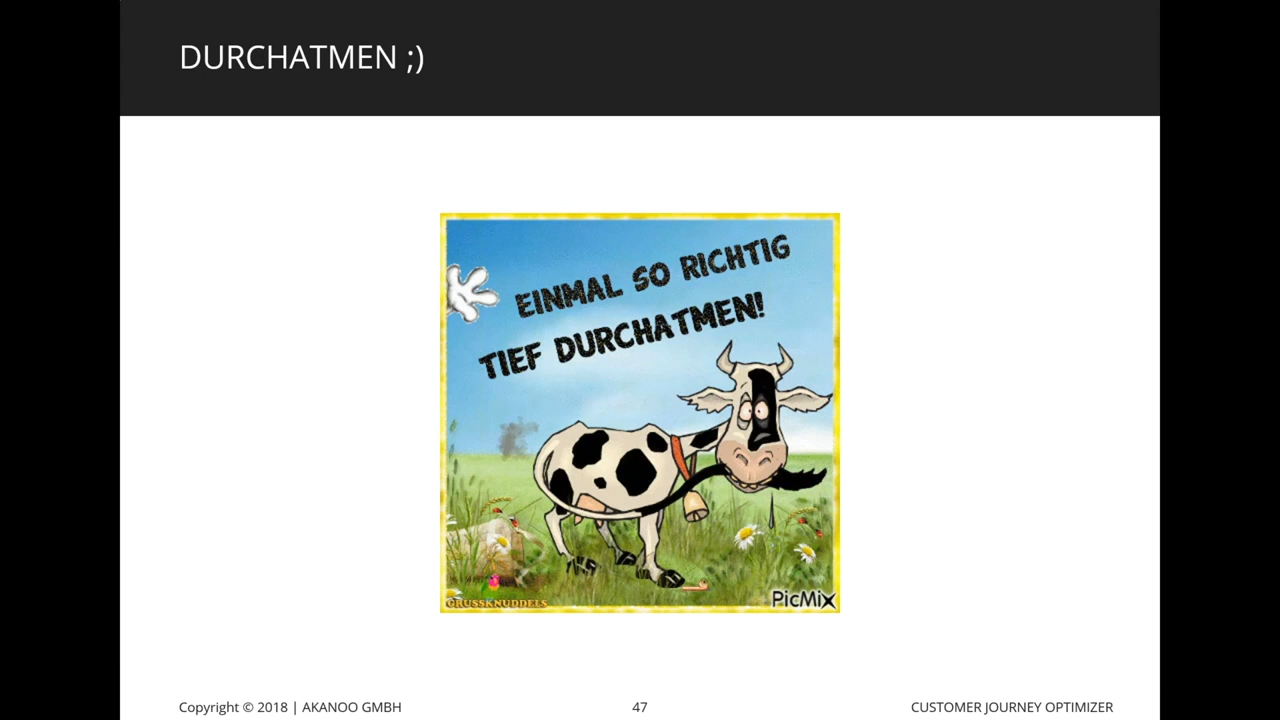 DURCHATMEN ;)
EINMAL SO RICHTIG
TIEF DURCHATMEN!
GRUSSKNUDDELS
PicMix
Copyright © 2018 | AKANOO GMBH
47
CUSTOMER JOURNEY OPTIMIZER